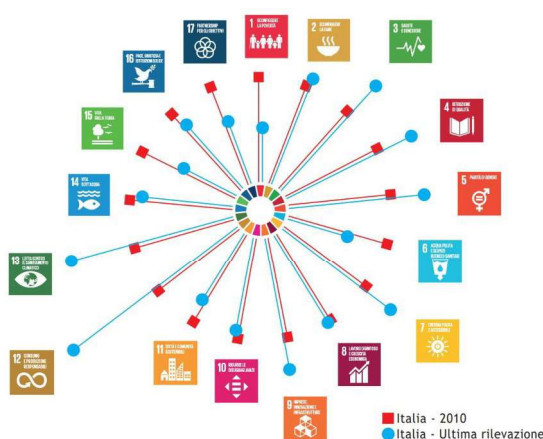 17 PARTNERSHIP
PER GLI OBIETTIVI
1 SCONFIGGERE
LA POVERTÀ
2 SCONFIGGERE
LA FAME
3 SALUTE
E BENESSERE
4 ISTRUZIONE
DI QUALITÀ
5 PARITÀ DI GENERE
6 ACQUA PULITA
E SERVIZI
IGIENICO-SANITARI
7 ENERGIA PULITA
E ACCESSIBILE
8 LAVORO DIGNITOSO
E CRESCITA
ECONOMICA
9 IMPRESE,
INNOVAZIONE E
INFRASTRUTTURE
10 RIDURRE LE
DISUGUAGLIANZE
11 CITTÀ E COMUNITÀ
SOSTENIBILI
12 CONSUMO
E PRODUZIONE
RESPONSABILI
13 LOTTA CONTRO
IL CAMBIAMENTO
CLIMATICO
14 VITA
SOTT'ACQUA
15 VITA
SULLA TERRA
16 PACE, GIUSTIZIA E
ISTITUZIONI SOLIDE
Italia - 2010
Italia - Ultima rilevazione